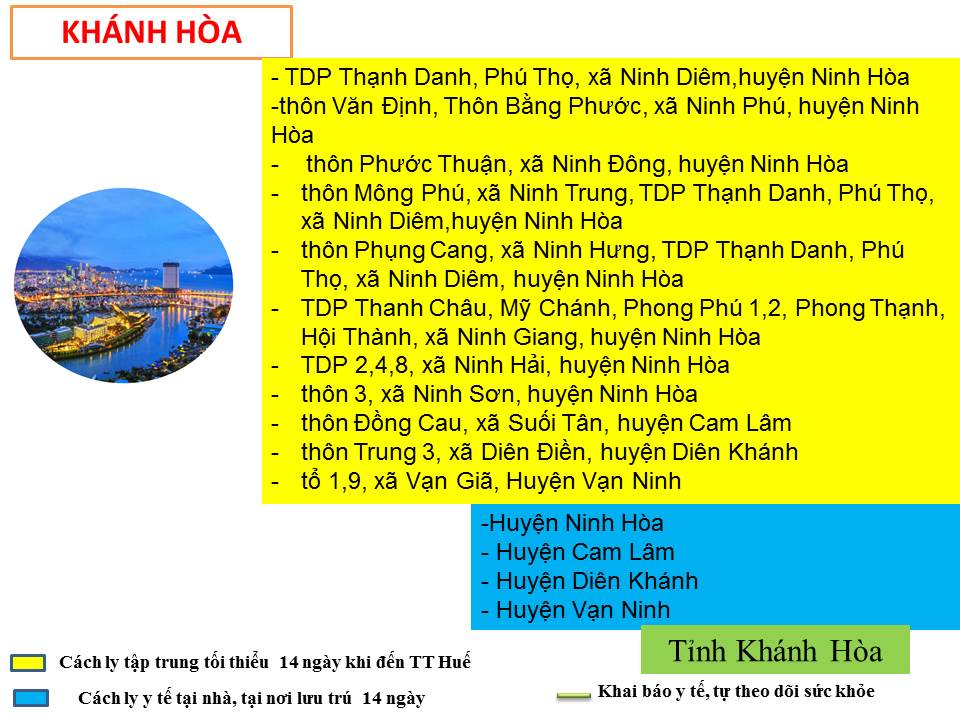 KHÁNH HÒA
- TDP Thạnh Danh, Phú Thọ, xã Ninh Diêm,huyện Ninh Hòa
-thôn Văn Định, Thôn Bằng Phước, xã Ninh Phú, huyện Ninh
Hòa
- thôn Phước Thuận, xã Ninh Đông, huyện Ninh Hòa
- thôn Mông Phú, xã Ninh Trung, TDP Thạnh Danh, Phú Thọ,
xã Ninh Diêm,huyện Ninh Hòa
- thôn Phụng Cang, xã Ninh Hưng, TDP Thạnh Danh, Phú
Thọ, xã Ninh Diêm, huyện Ninh Hòa
- TDP Thanh Châu, Mỹ Chánh, Phong Phú 1,2, Phong Thạnh,
Hội Thành, xã Ninh Giang, huyện Ninh Hòa
- TDP 2,4,8, xã Ninh Hải, huyện Ninh Hòa
- thôn 3, xã Ninh Sơn, huyện Ninh Hòa
- thôn Đồng Cau, xã Suối Tân, huyện Cam Lâm
- thôn Trung 3, xã Diên Điền, huyện Diên Khánh
- tổ 1,9, xã Vạn Giã, Huyện Vạn Ninh
-Huyện Ninh Hòa
- Huyện Cam Lâm
- Huyện Diên Khánh
- Huyện Vạn Ninh
Tỉnh Khánh Hòa
Cách ly tập trung tối thiểu 14 ngày khi đến TT Huế
Cách ly y tế tại nhà, tại nơi lưu trú 14 ngày
Khai báo y tế, tự theo dõi sức khỏe